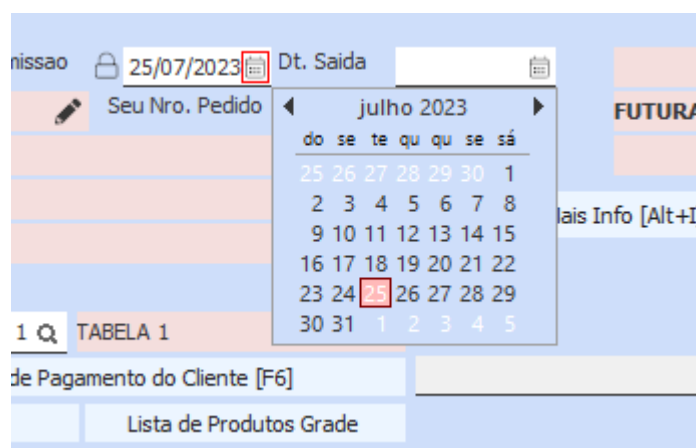 missao 25/07/2023 Dt. Saida
Seu Nro. Pedido
julho 2023
FUTURA
do se te qu qu se sá
25 26 27 28 29 30 1
2 3 4 5 6 7 8
9 10 11 12 13 14 15
16 17 18 19 20 21 22
23 24 25 26 27 28 29
30 31 1 2 3 4 5
ais Info [Alt+I
1 TABELA 1
de Pagamento do Cliente [F6]
Lista de Produtos Grade